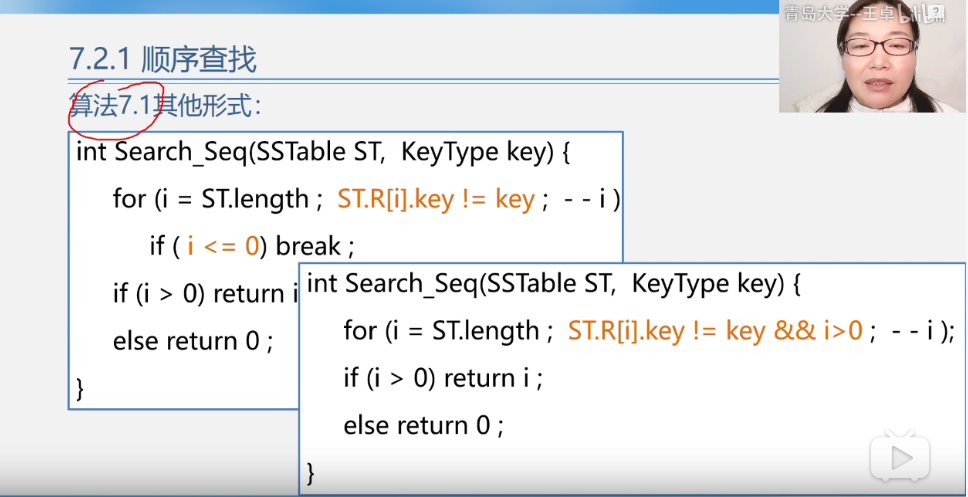 青岛大学--王卓
7.2.1 顺序查找
算法7.1其他形式：
int Search_Seq(SSTable ST, KeyType key) {
for (i = ST.length ; ST.R[i].key != key ; - - i )
if ( i <= 0) break ;
if (i > 0) return i
else return 0 ;
}
int Search_Seq(SSTable ST, KeyType key) {
for (i = ST.length ; ST.R[i].key != key && i>0 ; - - i );
if (i > 0) return i ;
else return 0 ;
}